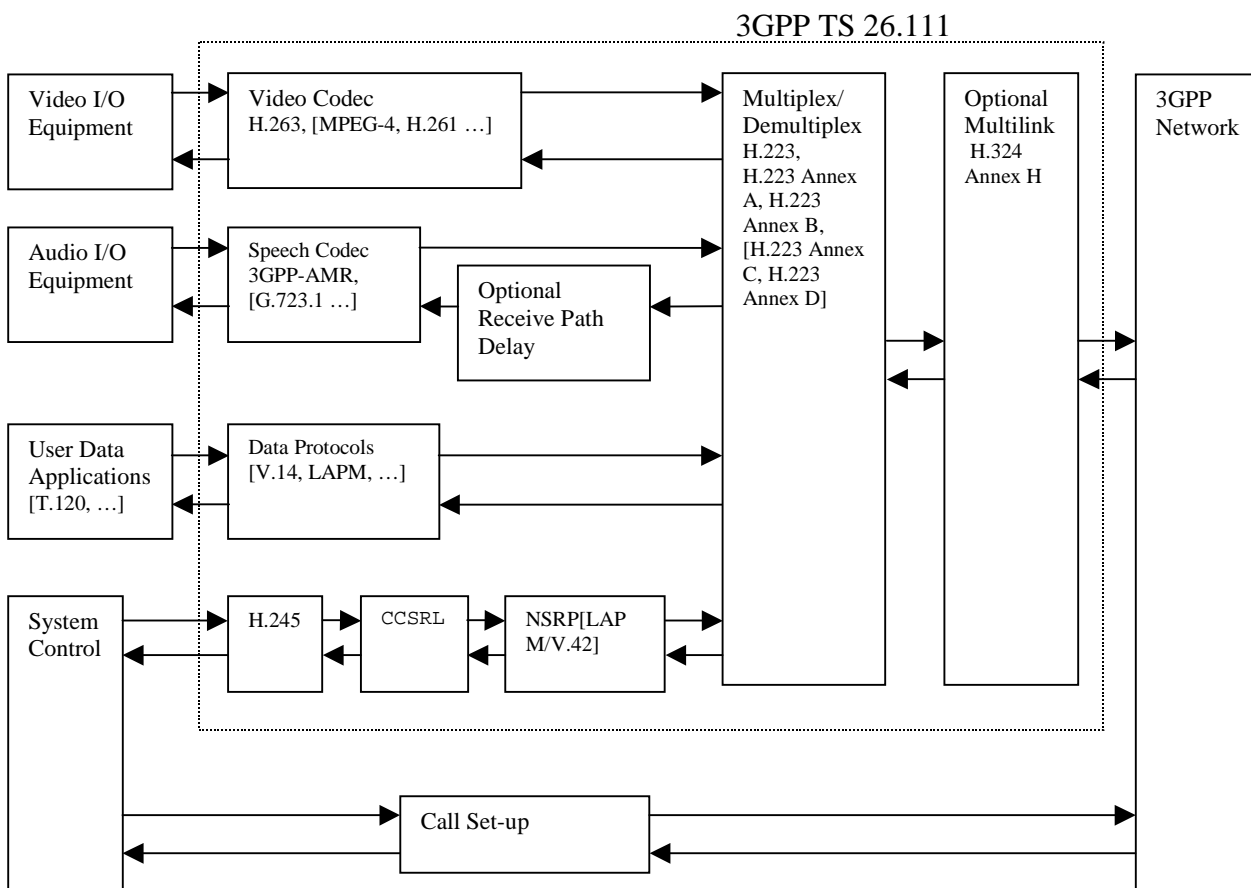 3GPP TS 26.111
Video I/O
Equipment
Video Codec
H.263, [MPEG-4, H.261 …]
Multiplex/
Demultiplex
H.223,
H.223 Annex
A, H.223
Annex B,
[H.223 Annex
C, H.223
Annex D]
Optional
Multilink
H.324
Annex H
3GPP
Network
Audio I/O
Equipment
Speech Codec
3GPP-AMR,
[G.723.1 …]
Optional
Receive Path
Delay
User Data
Applications
[T.120, …]
Data Protocols
[V.14, LAPM, …]
System
Control
H.245
CCSRL
NSRP[LAP
M/V.42]
Call Set-up